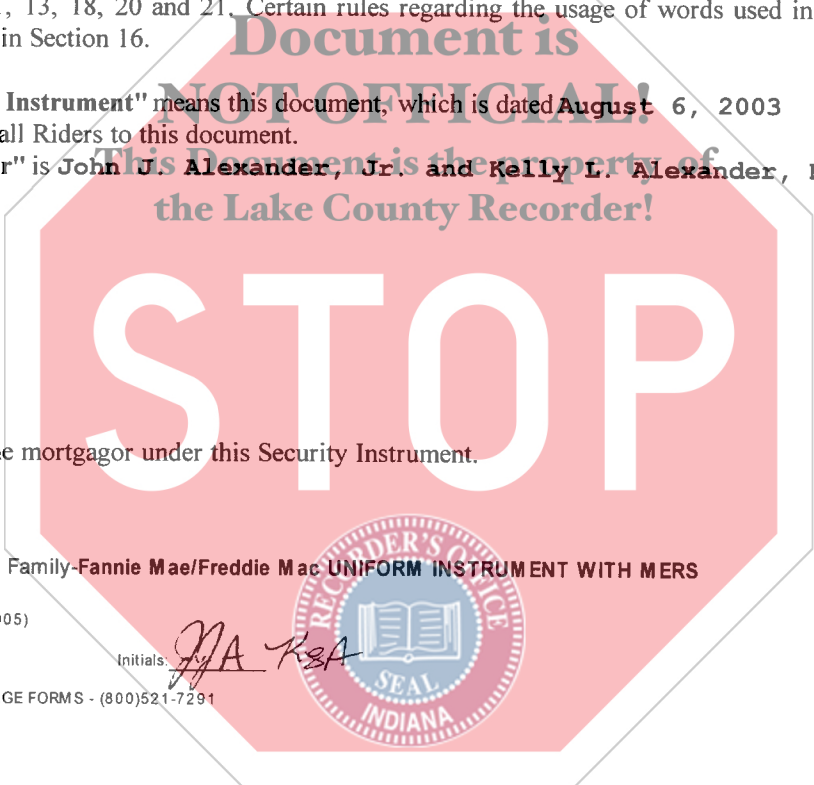 , 13, 18, 20 and 21. Certain rules regarding the usage of words used in
in Section 16.
Document is
NOT OFFICIAL!
Instrument" means this document, which is dated August 6, 2003
all Riders to this document.
This Document is the property of
r" is John J. Alexander, Jr. and Kelly L. Alexander,
the Lake County Recorder!
STOP
e mortgagor under this Security Instrument.
Family-Fannie Mae/Freddie Mac UNIFORM INSTRUMENT WITH MERS
005)
Initials: JJA KLA
GE FORMS - (800)521-7291
RECORDER'S OFFICE
SEAL
INDIANA